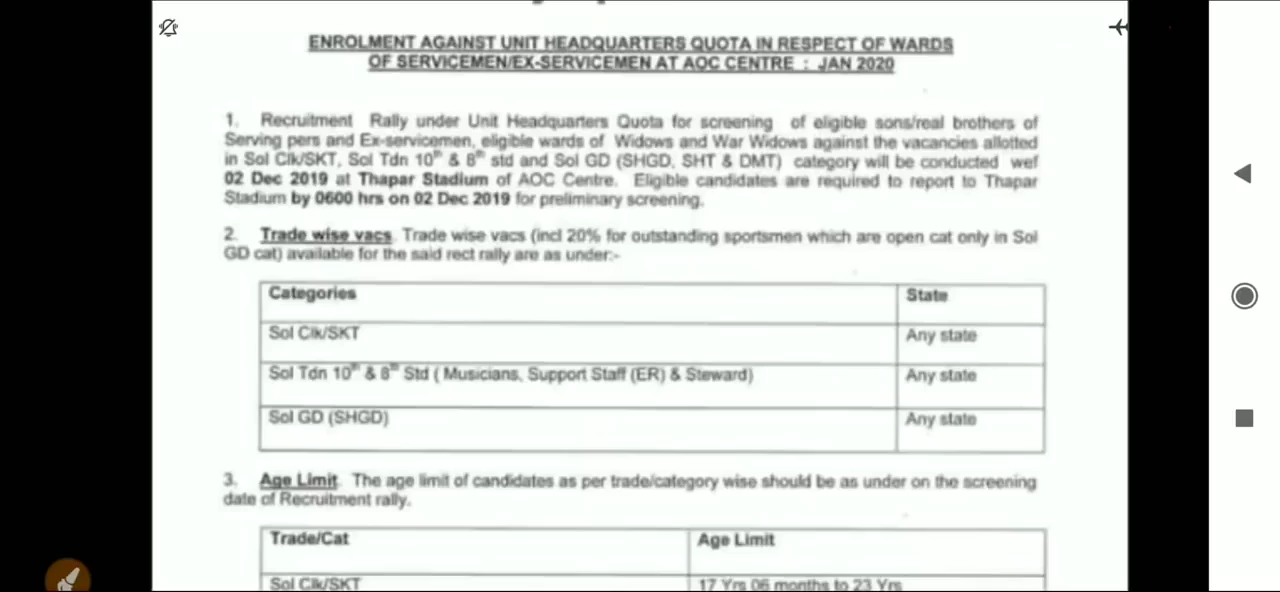 ENROLMENT AGAINST UNIT HEADQUARTERS QUOTA IN RESPECT OF WARDS
OF SERVICEMEN/EX-SERVICEMEN AT AOC CENTRE : JAN 2020
1. Recruitment Rally under Unit Headquarters Quota for screening of eligible sons/real brothers of
Serving pers and Ex-servicemen, eligible wards of Widows and War Widows against the vacancies allotted
in Sol Clk/SKT, Sol Tdn 10th & 8th std and Sol GD (SHGD, SHT & DMT) category will be conducted wef
02 Dec 2019 at Thapar Stadium of AOC Centre. Eligible candidates are required to report to Thapar
Stadium by 0600 hrs on 02 Dec 2019 for preliminary screening.
2. Trade wise vacs. Trade wise vacs (incl 20% for outstanding sportsmen which are open cat only in Sol
GD cat) available for the said rect rally are as under:-
Categories State
Sol Clk/SKT Any state
Sol Tdn 10th & 8th Std ( Musicians, Support Staff (ER) & Steward) Any state
Sol GD (SHGD) Any state
3. Age Limit. The age limit of candidates as per trade/category wise should be as under on the screening
date of Recruitment rally.
Trade/Cat Age Limit
Sol Clk/SKT 17 Yrs 06 months to 23 Yrs